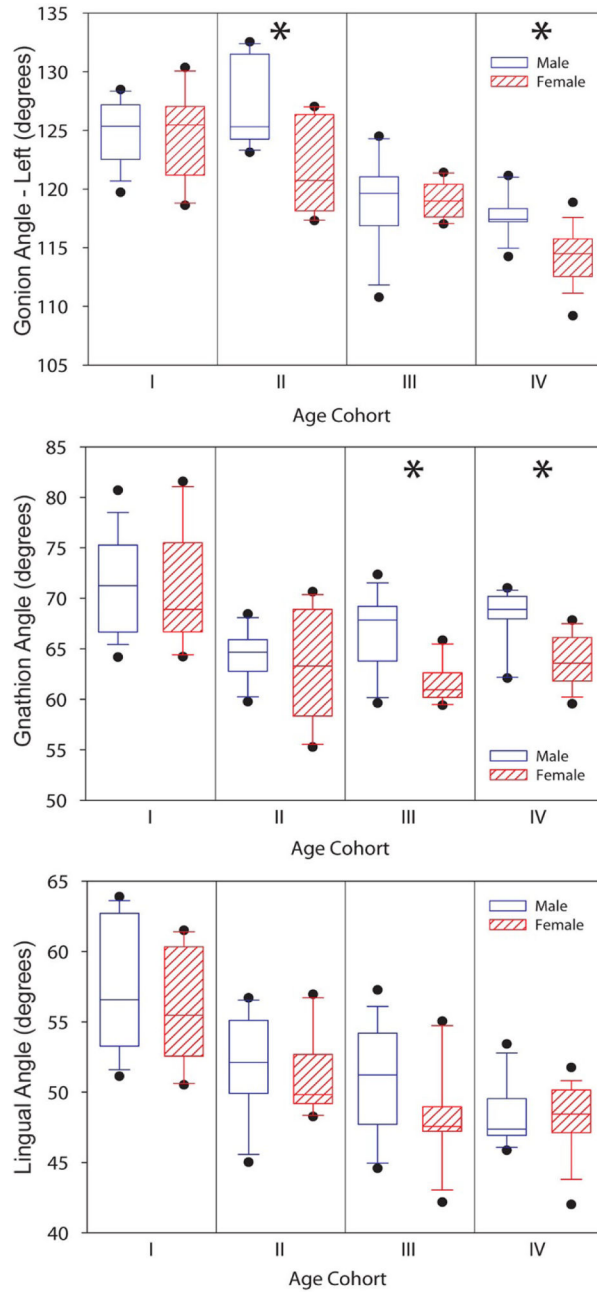 *
*
Male
Female
Gonion Angle - Left (degrees)
135
130
125
120
115
110
105
I
II
III
IV
Age Cohort
*
*
Gnathion Angle (degrees)
85
80
75
70
65
60
55
50
Male
Female
I
II
III
IV
Age Cohort
Lingual Angle (degrees)
65
60
55
50
45
40
Male
Female
I
II
III
IV
Age Cohort